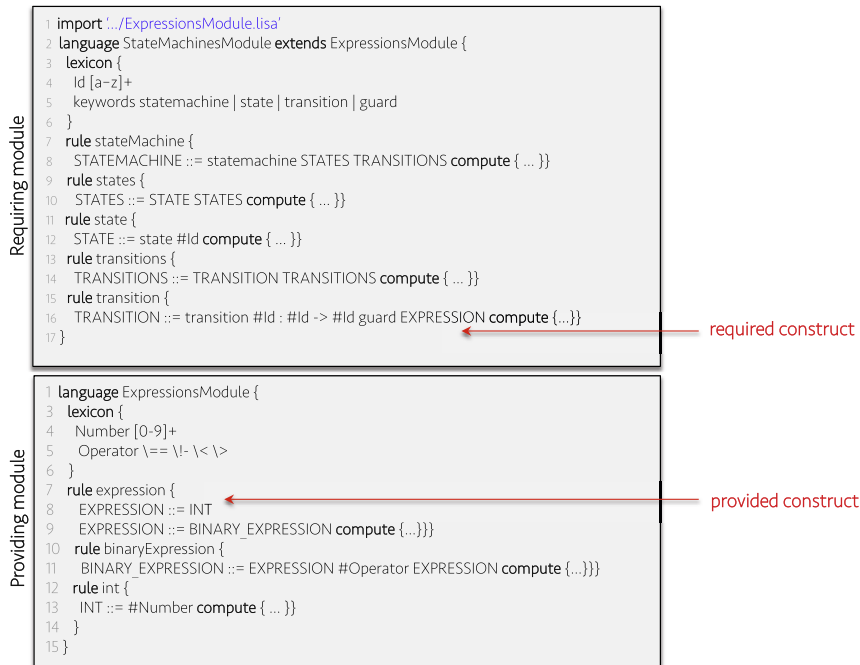 Requiring module
1 import '.../ExpressionsModule.lisa'
2 language StateMachinesModule extends ExpressionsModule {
3 lexicon {
4 Id [a-z]+
5 keywords statemachine | state | transition | guard
6 }
7 rule stateMachine {
8 STATEMACHINE ::= statemachine STATES TRANSITIONS compute { ... }}
9 rule states {
10 STATES ::= STATE STATES compute { ... }}
11 rule state {
12 STATE ::= state #Id compute { ... }}
13 rule transitions {
14 TRANSITIONS ::= TRANSITION TRANSITIONS compute { ... }}
15 rule transition {
16 TRANSITION ::= transition #Id : #Id -> #Id guard EXPRESSION compute {...}}
17 }
required construct
Providing module
1 language ExpressionsModule {
3 lexicon {
4 Number [0-9]+
5 Operator \== \!- \< \>
6 }
7 rule expression {
8 EXPRESSION ::= INT
9 EXPRESSION ::= BINARY_EXPRESSION compute {...}}}
10 rule binaryExpression {
11 BINARY_EXPRESSION ::= EXPRESSION #Operator EXPRESSION compute {...}}}
12 rule int {
13 INT ::= #Number compute { ... }}
14 }
15 }
provided construct